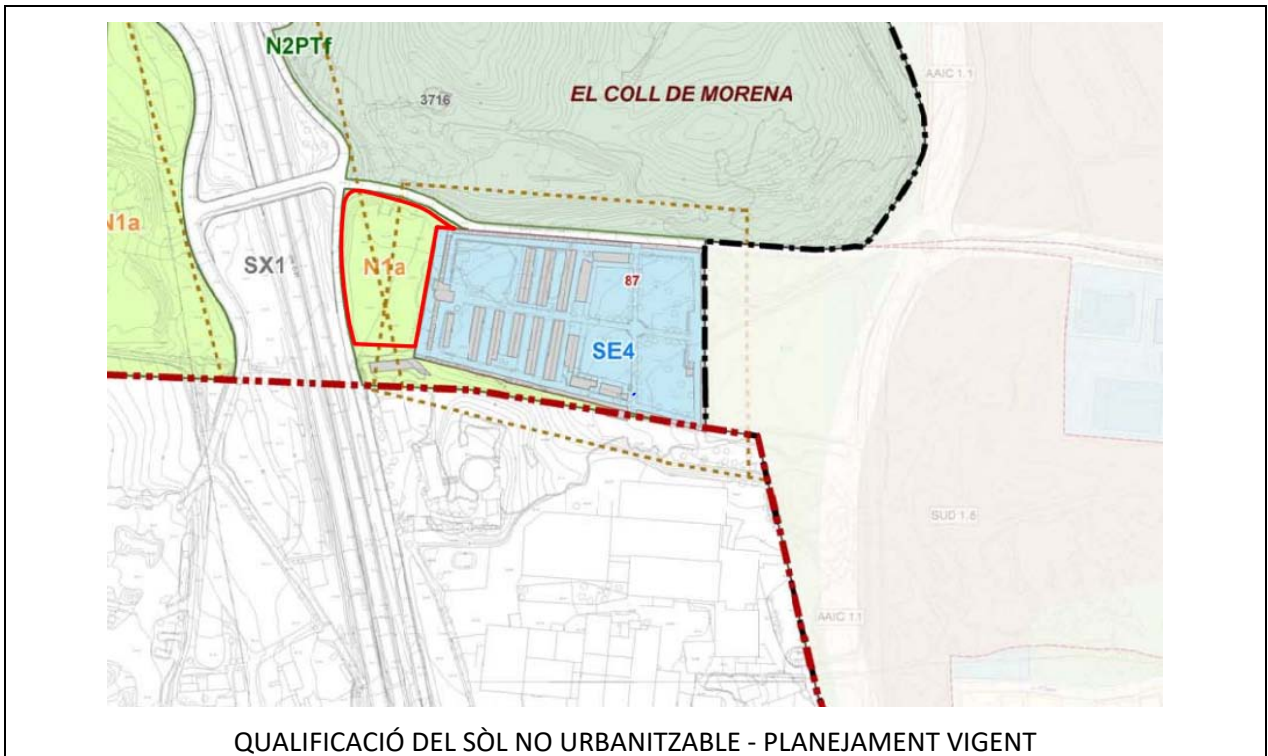 N2PTf
3716
EL COLL DE MORENA
AAIC 1.1
N1a
SX1
N1a
87
SE4
SUD 1.8
AAIC 1.1
QUALIFICACIÓ DEL SÒL NO URBANITZABLE - PLANEJAMENT VIGENT